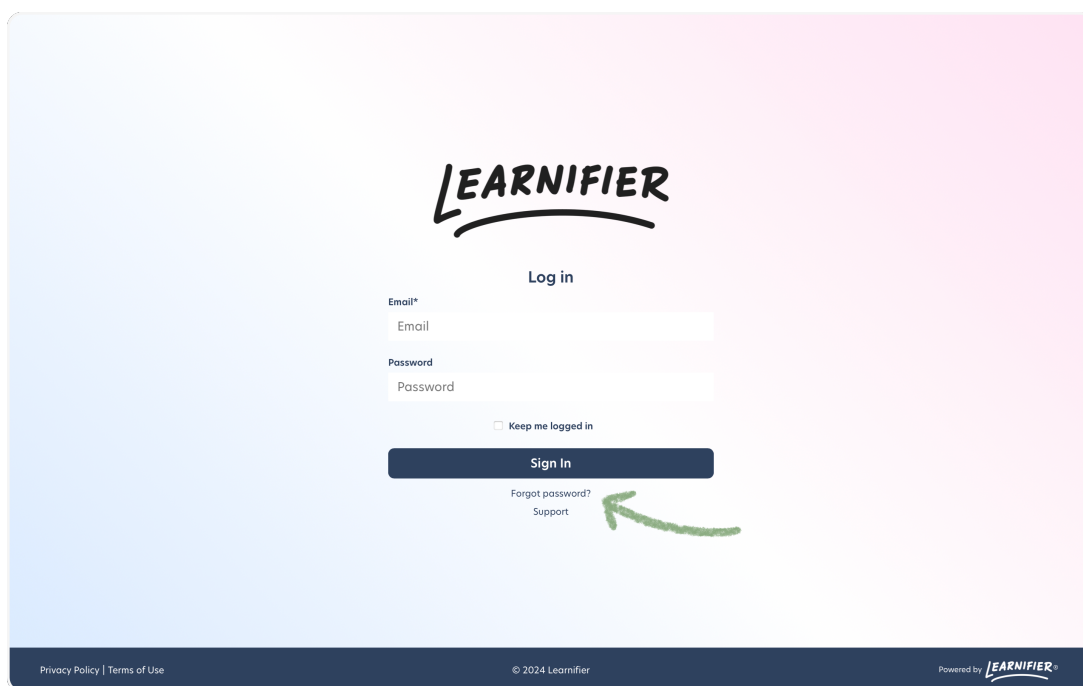 LEARNIFIER
Log in
Email*
Email
Password
Password
Keep me logged in
Sign In
Forgot password?
Support
Privacy Policy | Terms of Use
© 2024 Learnifier
Powered by LEARNIFIER®